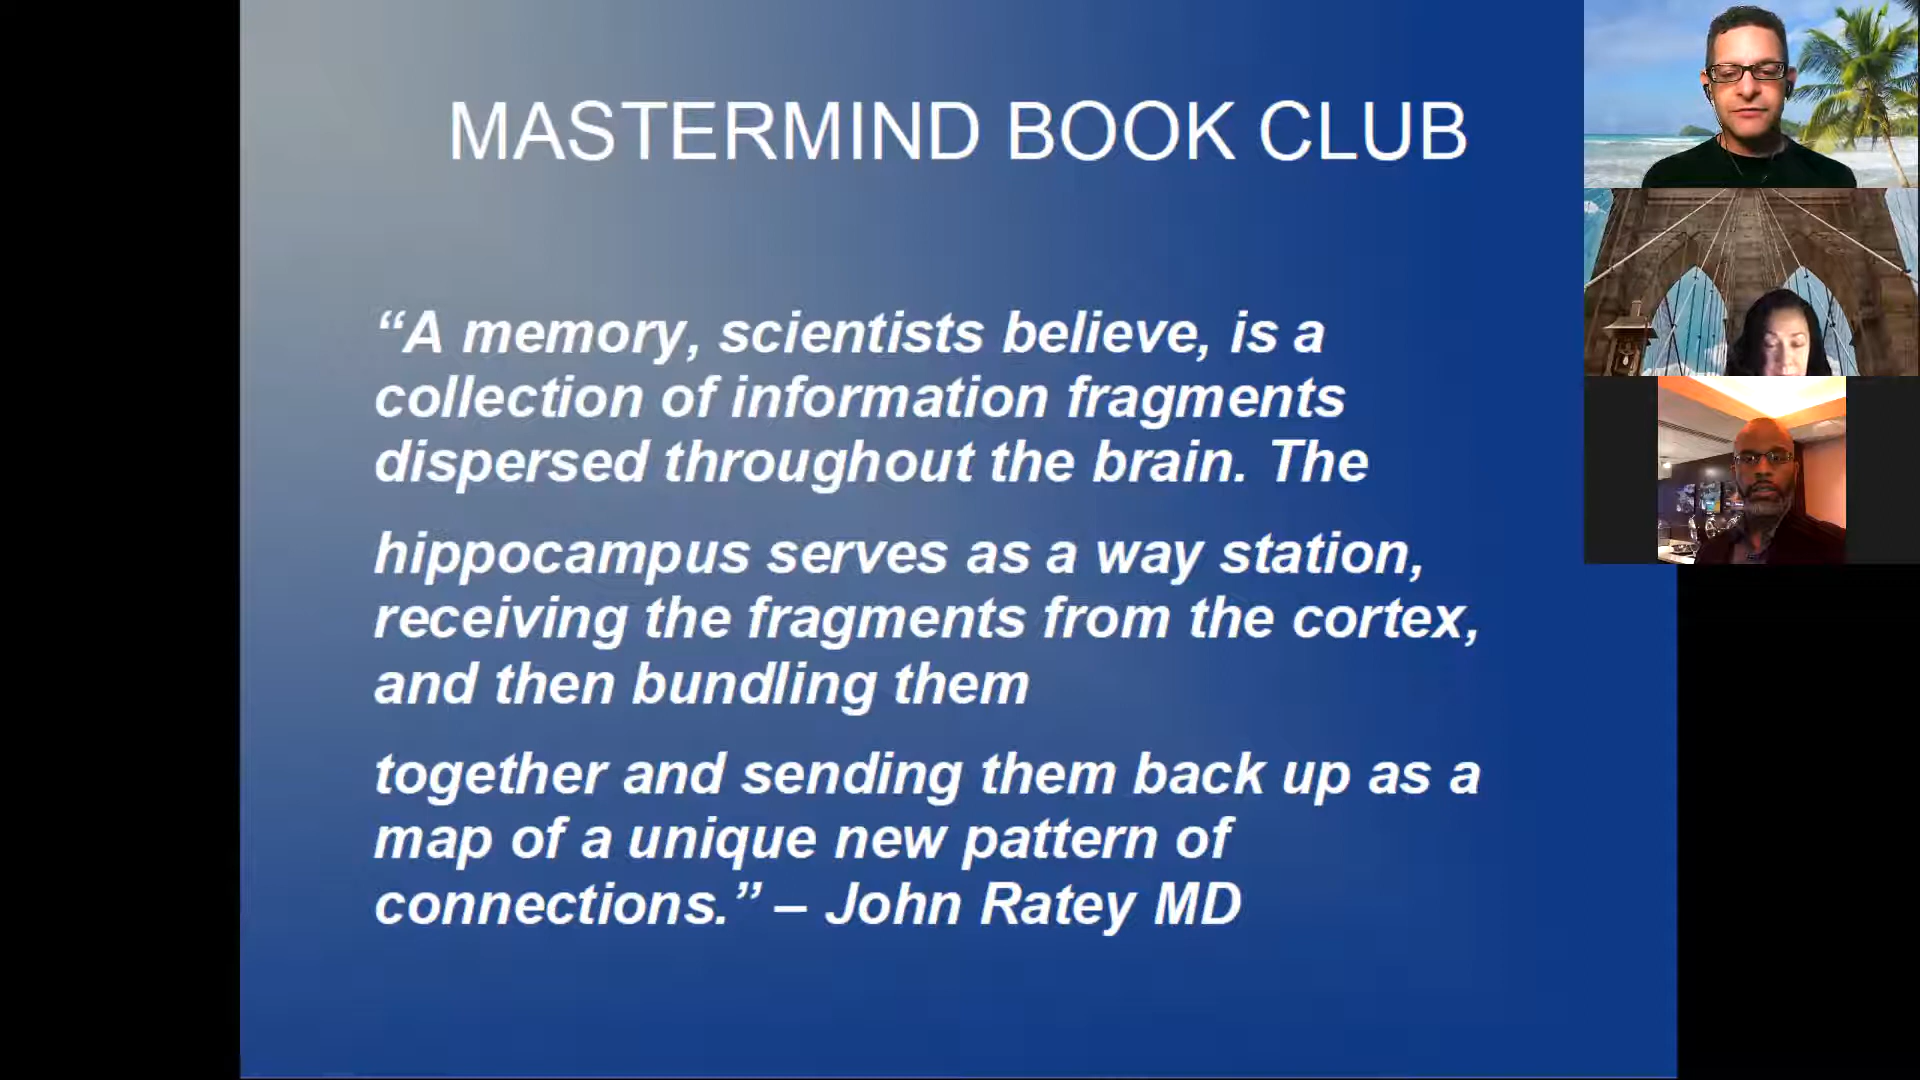 MASTERMIND BOOK CLUB
“A memory, scientists believe, is a
collection of information fragments
dispersed throughout the brain. The
hippocampus serves as a way station,
receiving the fragments from the cortex,
and then bundling them
together and sending them back up as a
map of a unique new pattern of
connections.” – John Ratey MD